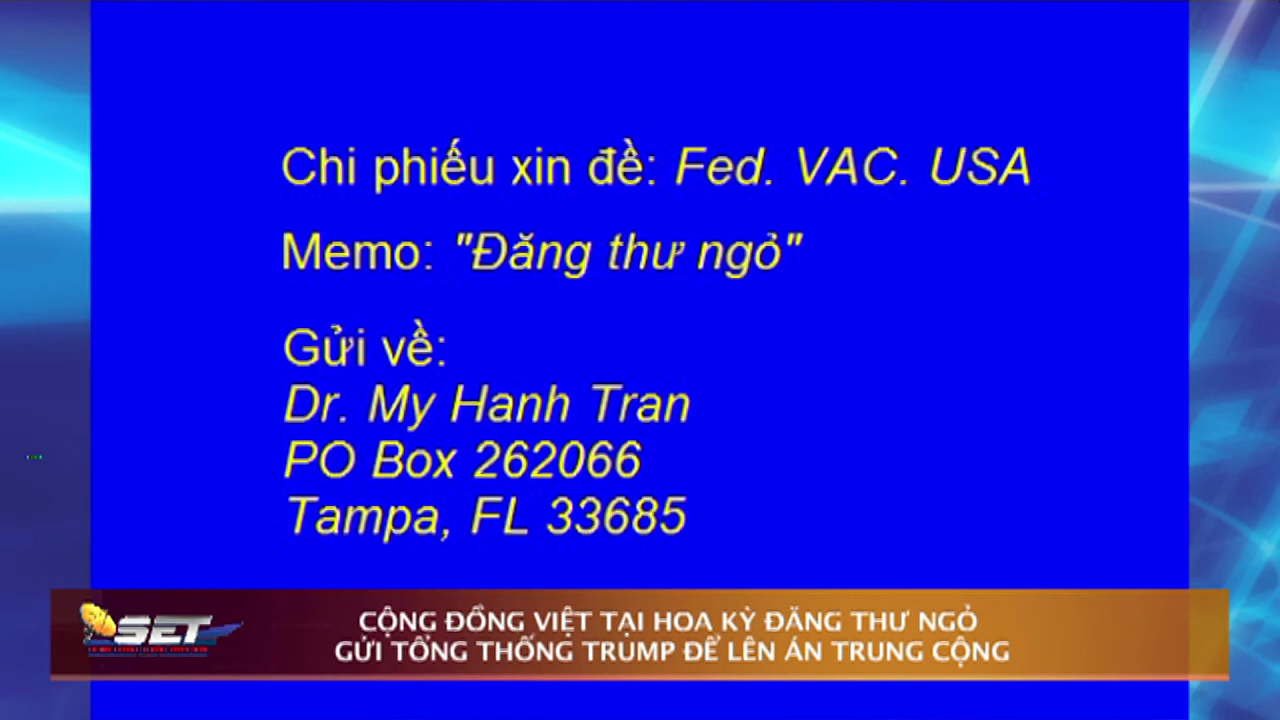 Chi phiếu xin đề: Fed. VAC. USA
Memo: "Đăng thư ngỏ"
Gửi về:
Dr. My Hanh Tran
PO Box 262066
Tampa, FL 33685
SET
CỘNG ĐỒNG VIỆT TẠI HOA KỲ ĐĂNG THƯ NGỎ
GỬI TỔNG THỐNG TRUMP ĐỂ LÊN ÁN TRUNG CỘNG